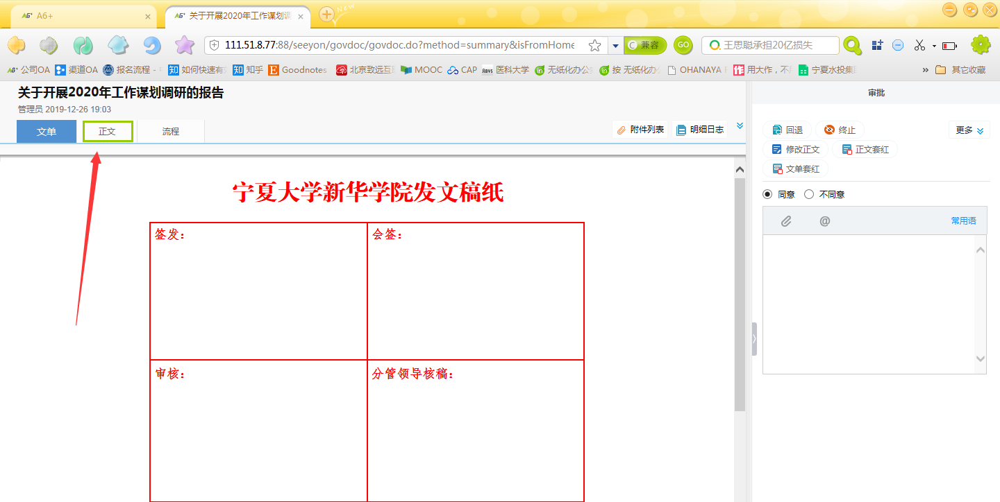 A6+ A6+
A6+ 关于开展2020年工作谋划调
New
111.51.8.77:88/seeyon/govdoc/govdoc.do?method=summary&isFromHome
兼容
GO
王思聪承担20亿损失
A6+ 公司OA 渠道OA 报名流程 - 知 如何快速有 知 知乎 E Goodnotes 北京致远互 MOOC CAP 医科大学 无纸化办公 按 无纸化办 OHANAYA 用大作，不 宁夏水投集 » 其它收藏
关于开展2020年工作谋划调研的报告
管理员 2019-12-26 19:03
文单 正文 流程 附件列表 明细日志
宁夏大学新华学院发文稿纸
签发： 会签：
审核： 分管领导核稿：
审批
回退 终止 更多
修改正文 正文套红
文单套红
同意 不同意
@ 常用语